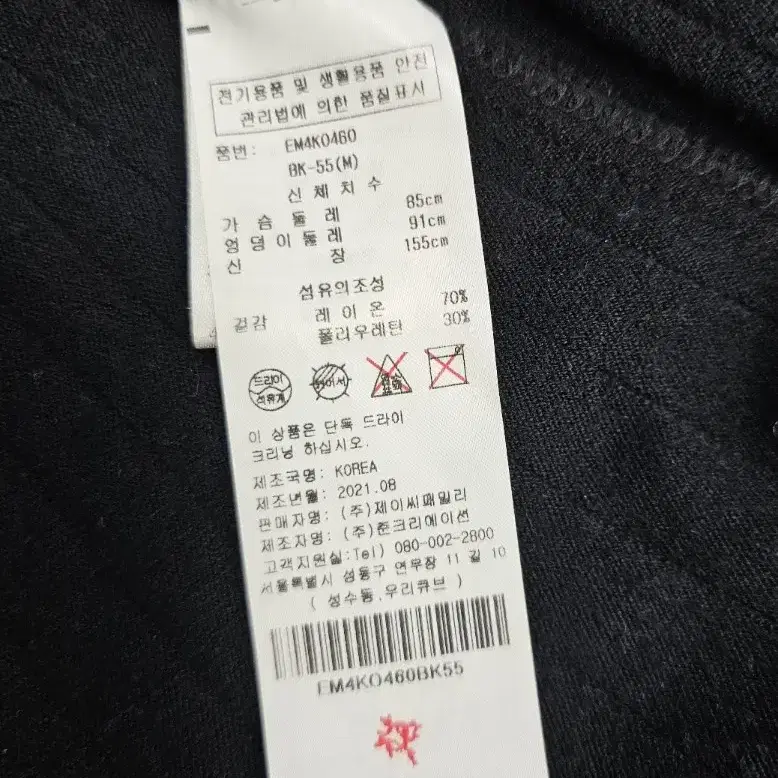 전기용품 및 생활용품 안전
관리법에 의한 품질표시
품번: EM4KO460
BK-55(M)
신 체 치 수
가 슴 둘 레 85cm
엉 덩 이 둘 레 91cm
신 장 155cm
섬유의조성
겉감 레 이 온 70%
폴리우레탄 30%
드라이
석유계
이 상품은 단독 드라이
크리닝 하십시오.
제조국명: KOREA
제조년월: 2021.08
판매자명: (주)제이씨패밀리
제조자명: (주)준크리에이션
고객지원실:Tel) 080-002-2800
서울특별시 성동구 연무장 11 길 10
( 성수동,우리큐브 )
EM4KO460BK55